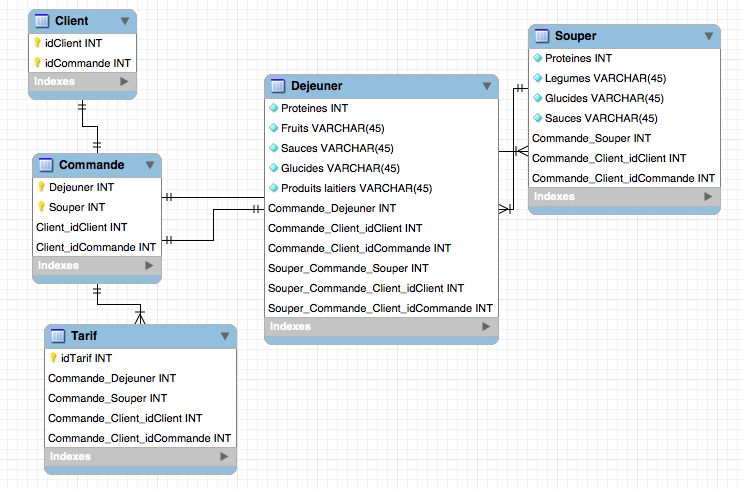 Client
idClient INT
idCommande INT
Indexes
Commande
Dejeuner INT
Souper INT
Client_idClient INT
Client_idCommande INT
Indexes
Tarif
idTarif INT
Commande_Dejeuner INT
Commande_Souper INT
Commande_Client_idClient INT
Commande_Client_idCommande INT
Indexes
Dejeuner
Proteines INT
Fruits VARCHAR(45)
Sauces VARCHAR(45)
Glucides VARCHAR(45)
Produits laitiers VARCHAR(45)
Commande_Dejeuner INT
Commande_Client_idClient INT
Commande_Client_idCommande INT
Souper_Commande_Souper INT
Souper_Commande_Client_idClient INT
Souper_Commande_Client_idCommande INT
Indexes
Souper
Proteines INT
Legumes VARCHAR(45)
Glucides VARCHAR(45)
Sauces VARCHAR(45)
Commande_Souper INT
Commande_Client_idClient INT
Commande_Client_idCommande INT
Indexes